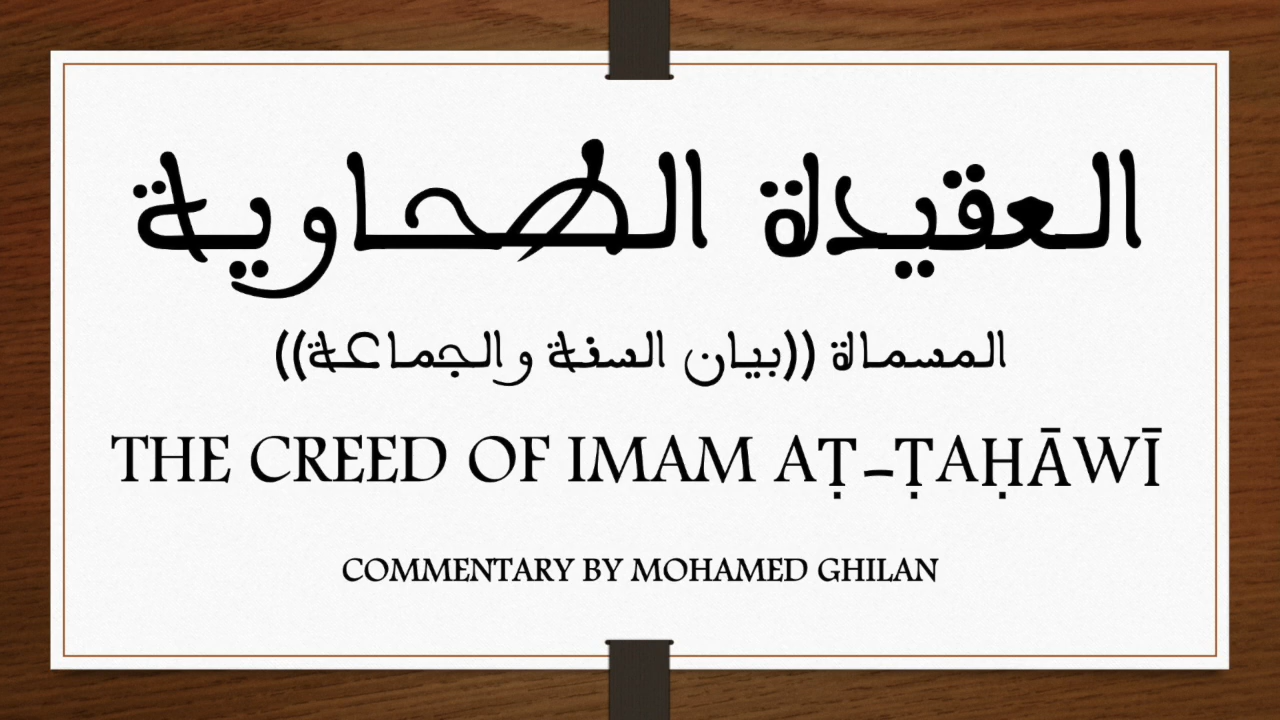 العقيدة الطحاوية
المسماة ((بيان السنة والجماعة))
THE CREED OF IMAM AṬ-ṬAḤĀWĪ
COMMENTARY BY MOHAMED GHILAN